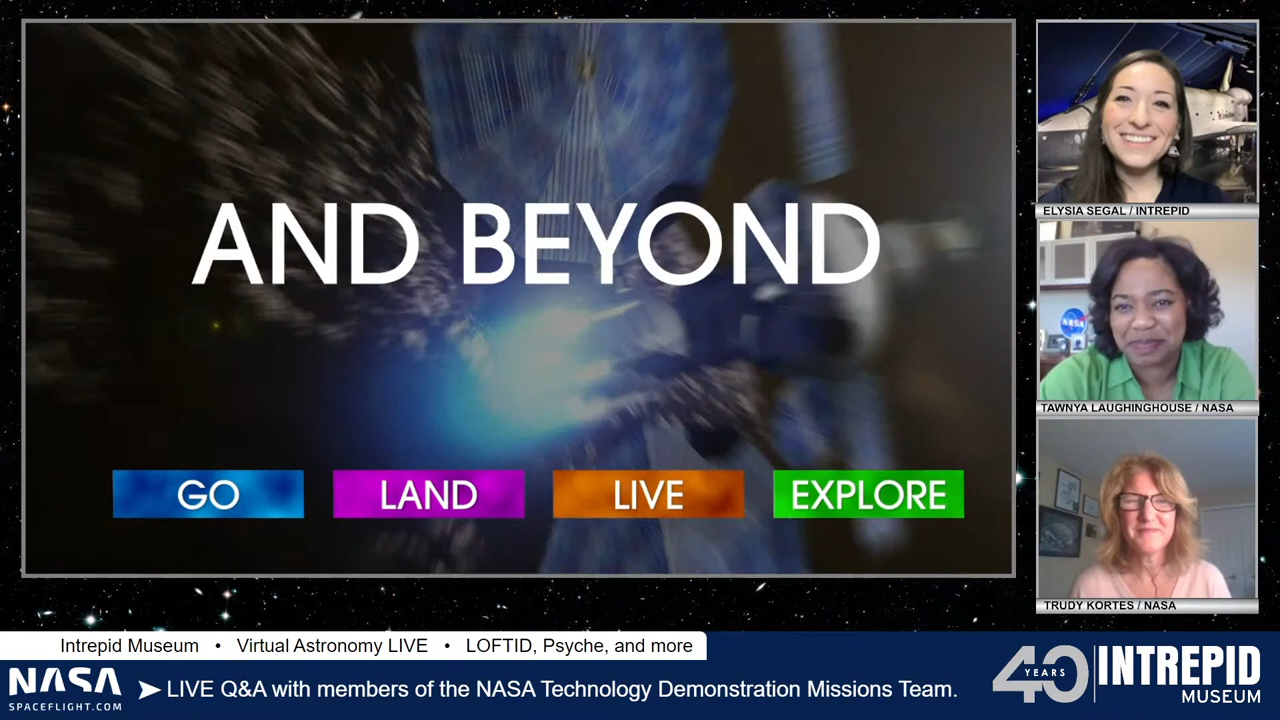 AND BEYOND
GO
LAND
LIVE
EXPLORE
ELYSIA SEGAL / INTREPID
NASA
TAWNYA LAUGHINGHOUSE / NASA
TRUDY KORTES / NASA
Intrepid Museum • Virtual Astronomy LIVE • LOFTID, Psyche, and more
NASA
SPACEFLIGHT.COM
➤ LIVE Q&A with members of the NASA Technology Demonstration Missions Team.
40
YEARS
INTREPID
MUSEUM